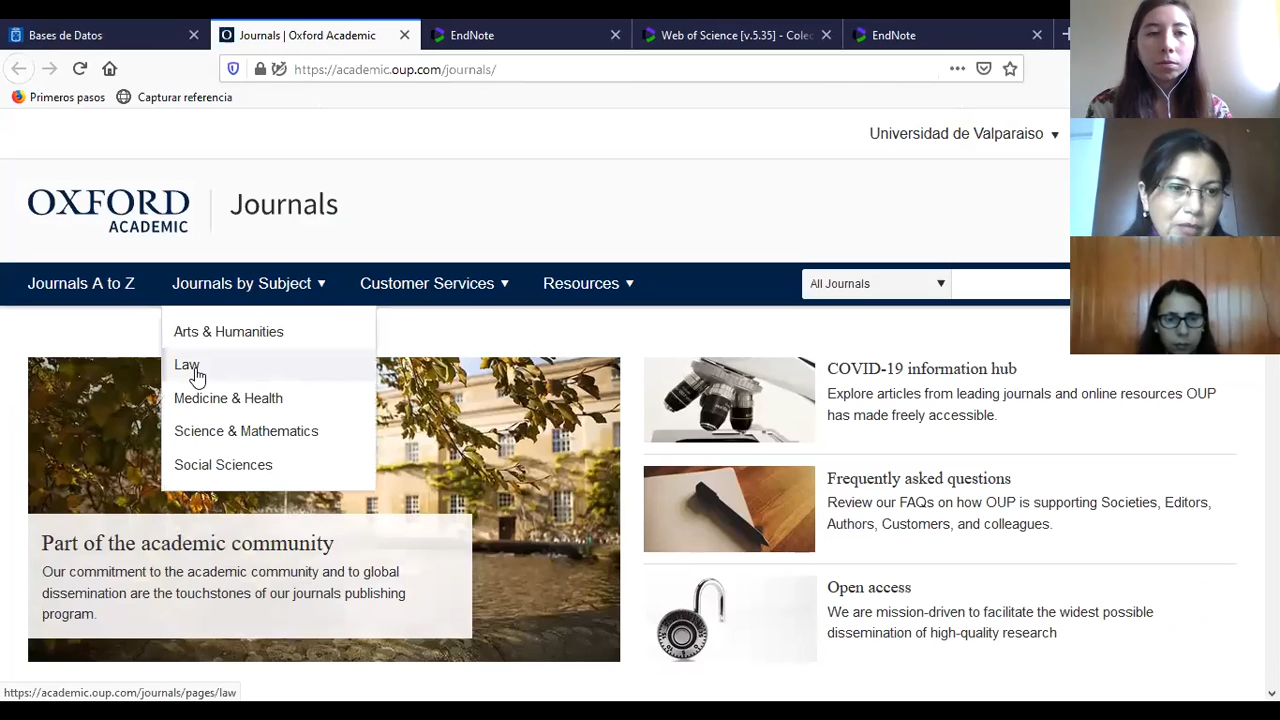 Bases de Datos
Journals | Oxford Academic
EndNote
Web of Science [v.5.35] - Colec
EndNote
https://academic.oup.com/journals/
Primeros pasos
Capturar referencia
Universidad de Valparaiso
OXFORD
ACADEMIC
Journals
Journals A to Z
Journals by Subject
Customer Services
Resources
All Journals
Arts & Humanities
Law
Medicine & Health
Science & Mathematics
Social Sciences
Part of the academic community
Our commitment to the academic community and to global
dissemination are the touchstones of our journals publishing
program.
COVID-19 information hub
Explore articles from leading journals and online resources OUP
has made freely accessible.
Frequently asked questions
Review our FAQs on how OUP is supporting Societies, Editors,
Authors, Customers, and colleagues.
Open access
We are mission-driven to facilitate the widest possible
dissemination of high-quality research
https://academic.oup.com/journals/pages/law